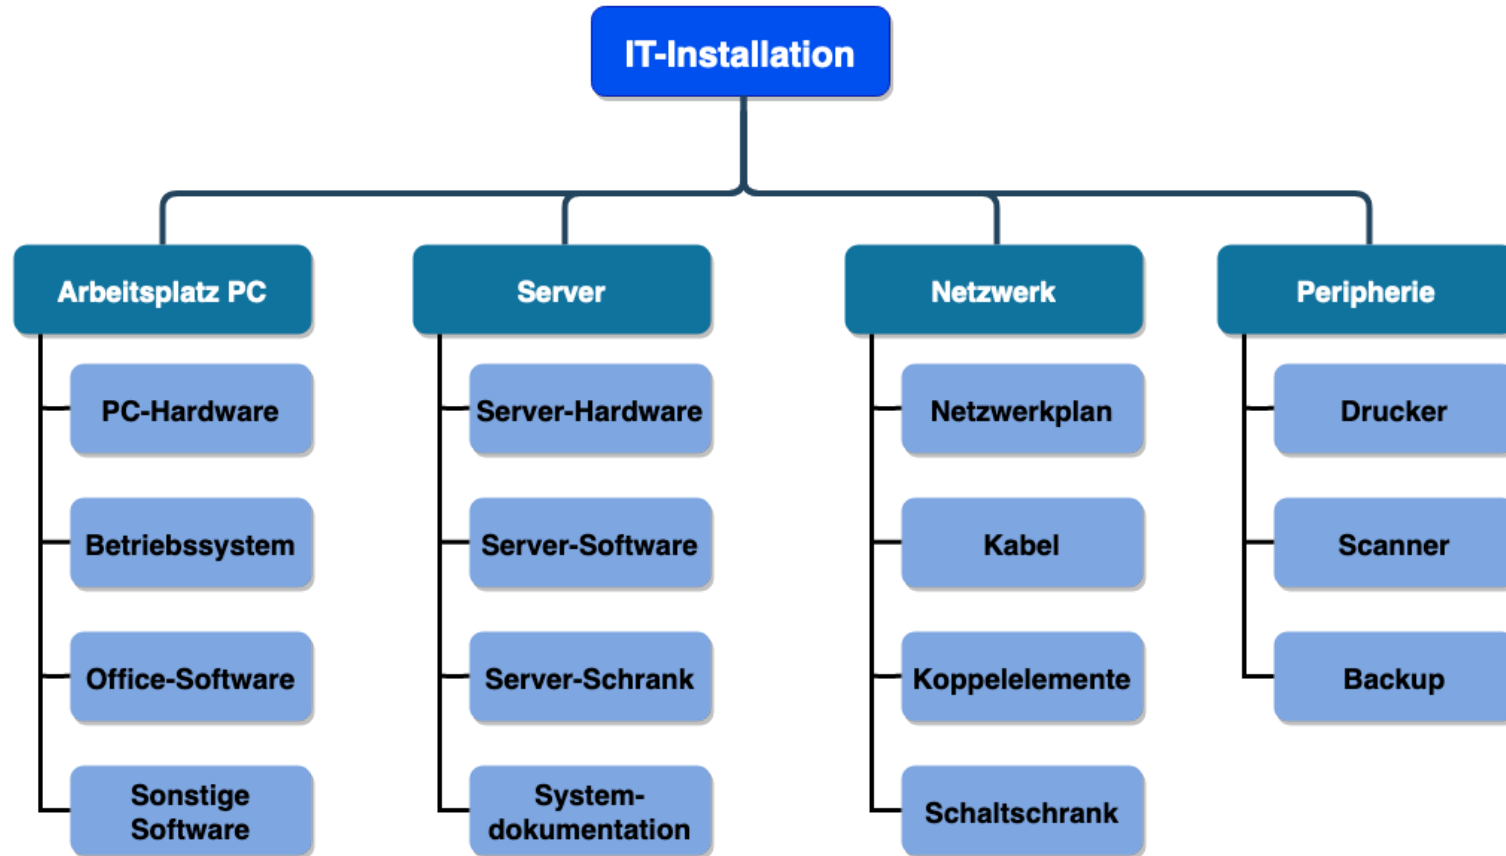 IT-Installation
Arbeitsplatz PC
PC-Hardware
Betriebssystem
Office-Software
Sonstige
Software
Server
Server-Hardware
Server-Software
Server-Schrank
System-
dokumentation
Netzwerk
Netzwerkplan
Kabel
Koppelelemente
Schaltschrank
Peripherie
Drucker
Scanner
Backup